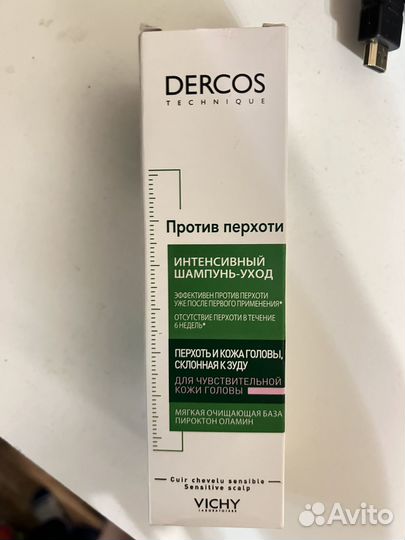 DERCOS
TECHNIQUE
Против перхоти
ИНТЕНСИВНЫЙ
ШАМПУНЬ-УХОД
ЭФФЕКТИВЕН ПРОТИВ ПЕРХОТИ
УЖЕ ПОСЛЕ ПЕРВОГО ПРИМЕНЕНИЯ*
ОТСУТСТВИЕ ПЕРХОТИ В ТЕЧЕНИЕ
6 НЕДЕЛЬ*
ПЕРХОТЬ И КОЖА ГОЛОВЫ,
СКЛОННАЯ К ЗУДУ
ДЛЯ ЧУВСТВИТЕЛЬНОЙ
КОЖИ ГОЛОВЫ
МЯГКАЯ ОЧИЩАЮЩАЯ БАЗА
ПИРОКТОН ОЛАМИН
Cuir chevelu sensible
Sensitive scalp
VICHY
LABORATOIRES
Avito